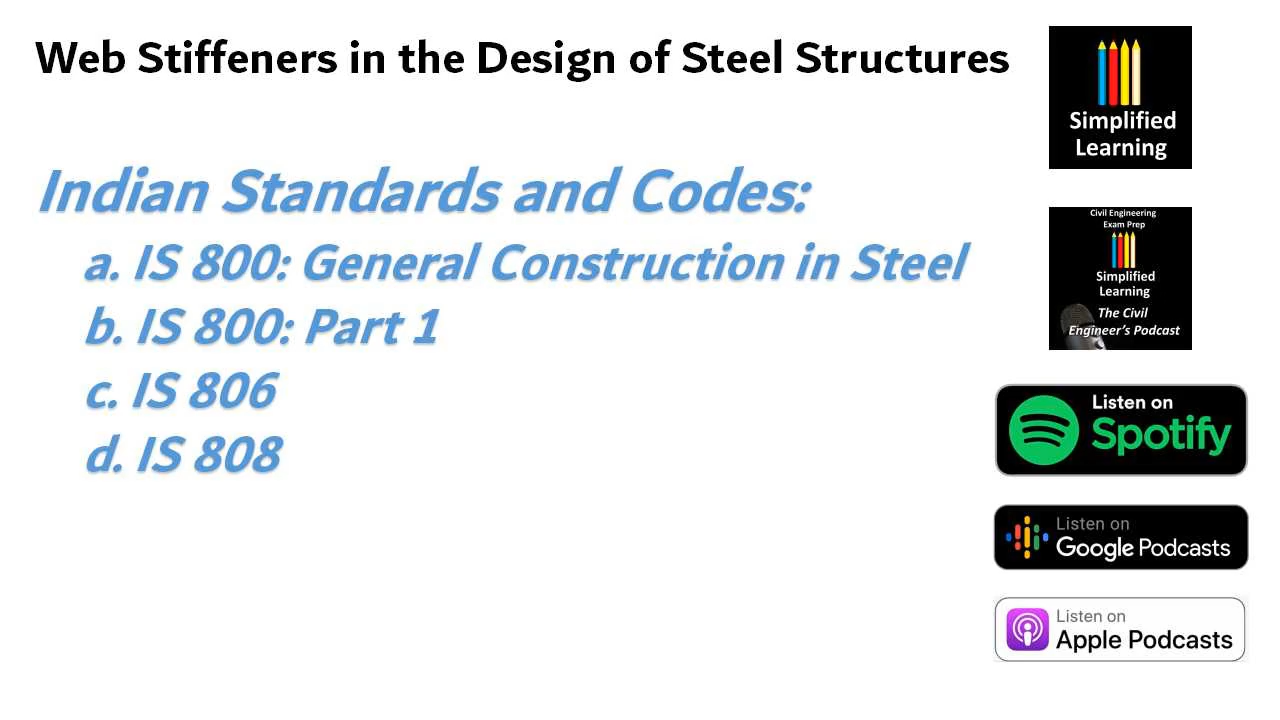 Web Stiffeners in the Design of Steel Structures
Indian Standards and Codes:
a. IS 800: General Construction in Steel
b. IS 800: Part 1
c. IS 806
d. IS 808
Simplified
Learning
Civil Engineering
Exam Prep
Simplified
Learning
The Civil
Engineer's Podcast
Listen on
Spotify
Listen on
Google Podcasts
Listen on
Apple Podcasts